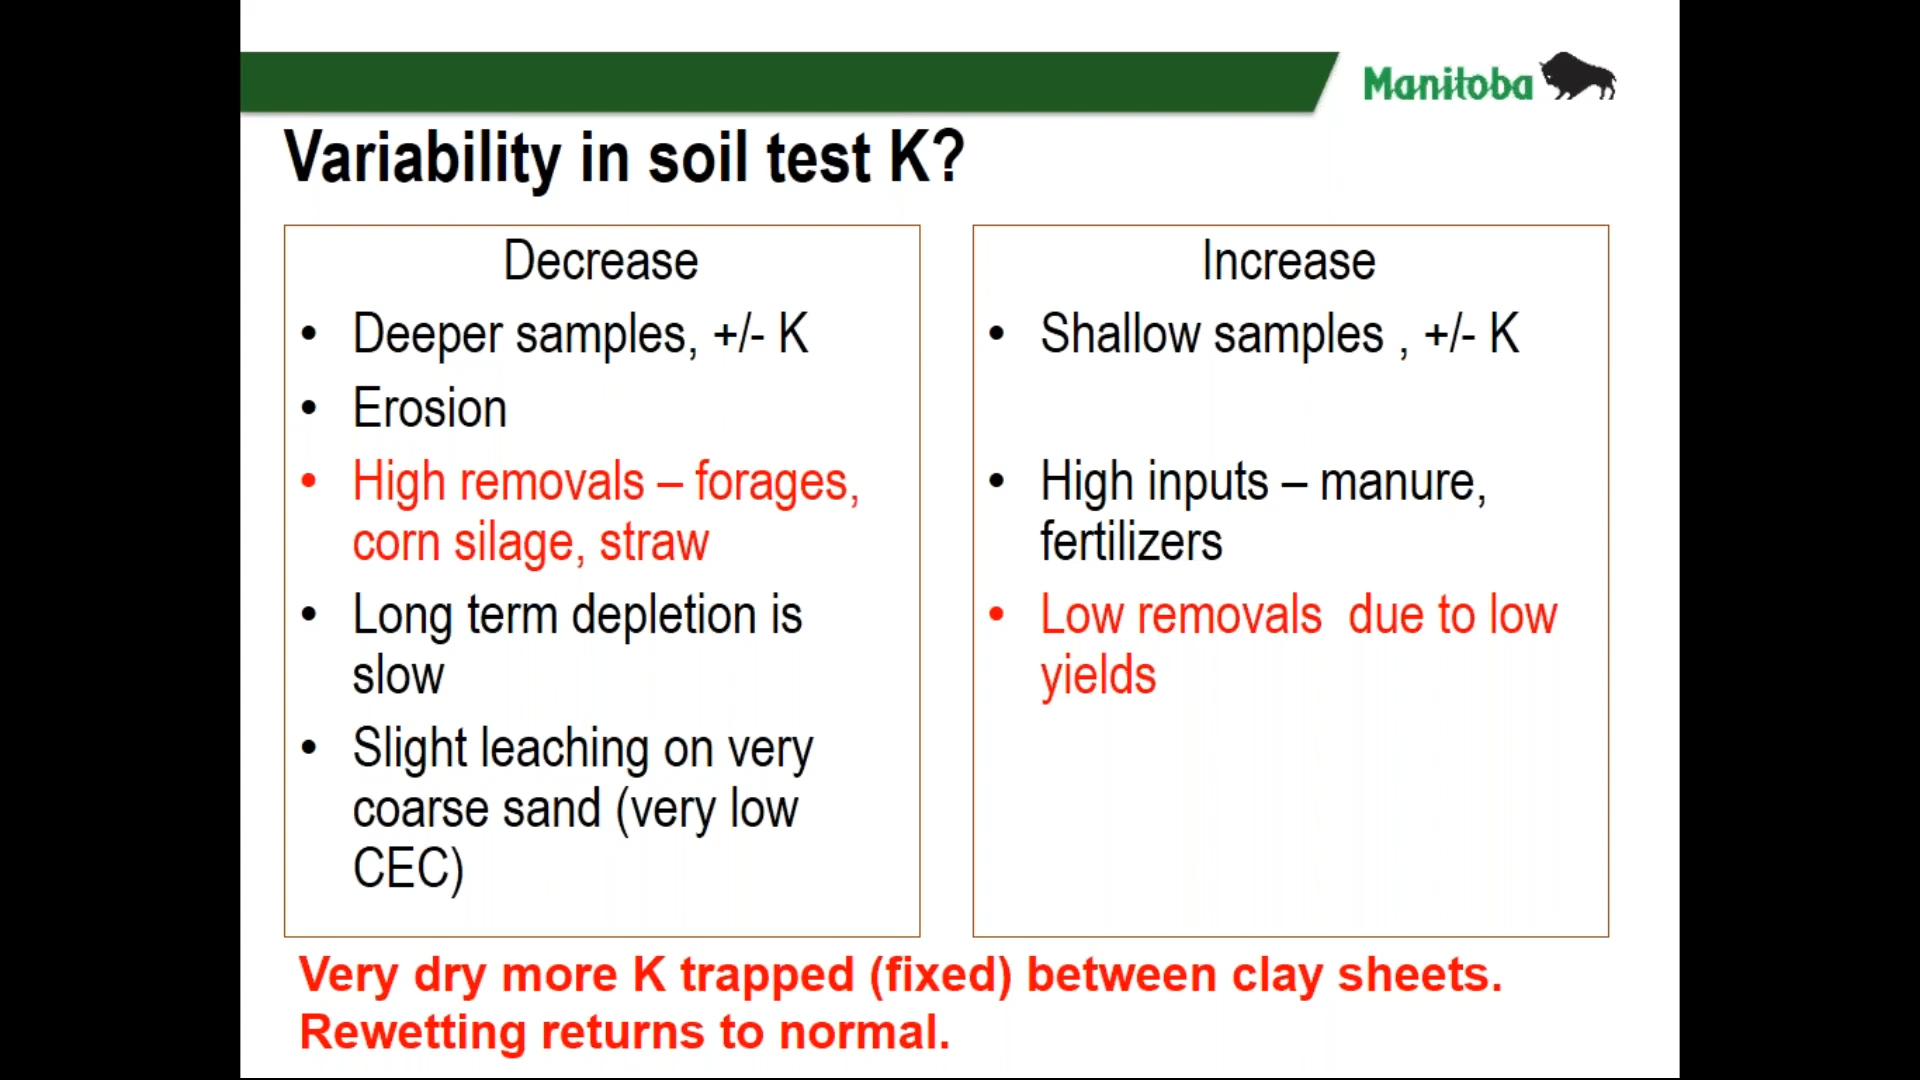 Manitoba
Variability in soil test K?
Decrease
• Deeper samples, +/- K
• Erosion
• High removals – forages,
corn silage, straw
• Long term depletion is
slow
• Slight leaching on very
coarse sand (very low
CEC)
Increase
• Shallow samples , +/- K
• High inputs – manure,
fertilizers
• Low removals  due to low
yields
Very dry more K trapped (fixed) between clay sheets.
Rewetting returns to normal.